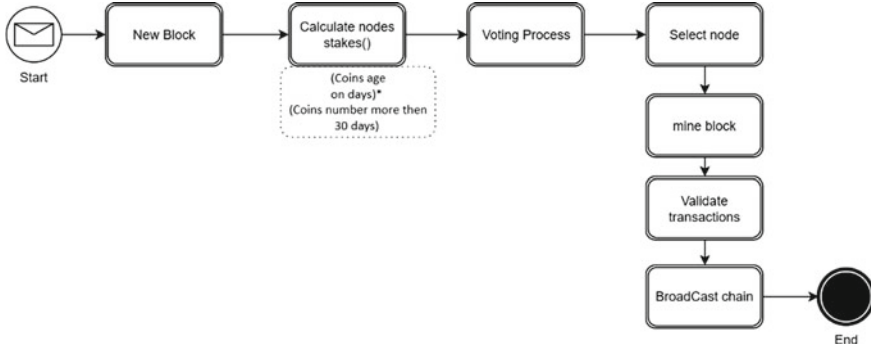 Start
New Block
Calculate nodes
stakes()
(Coins age
on days)*
(Coins number more then
30 days)
Voting Process
Select node
mine block
Validate
transactions
BroadCast chain
End